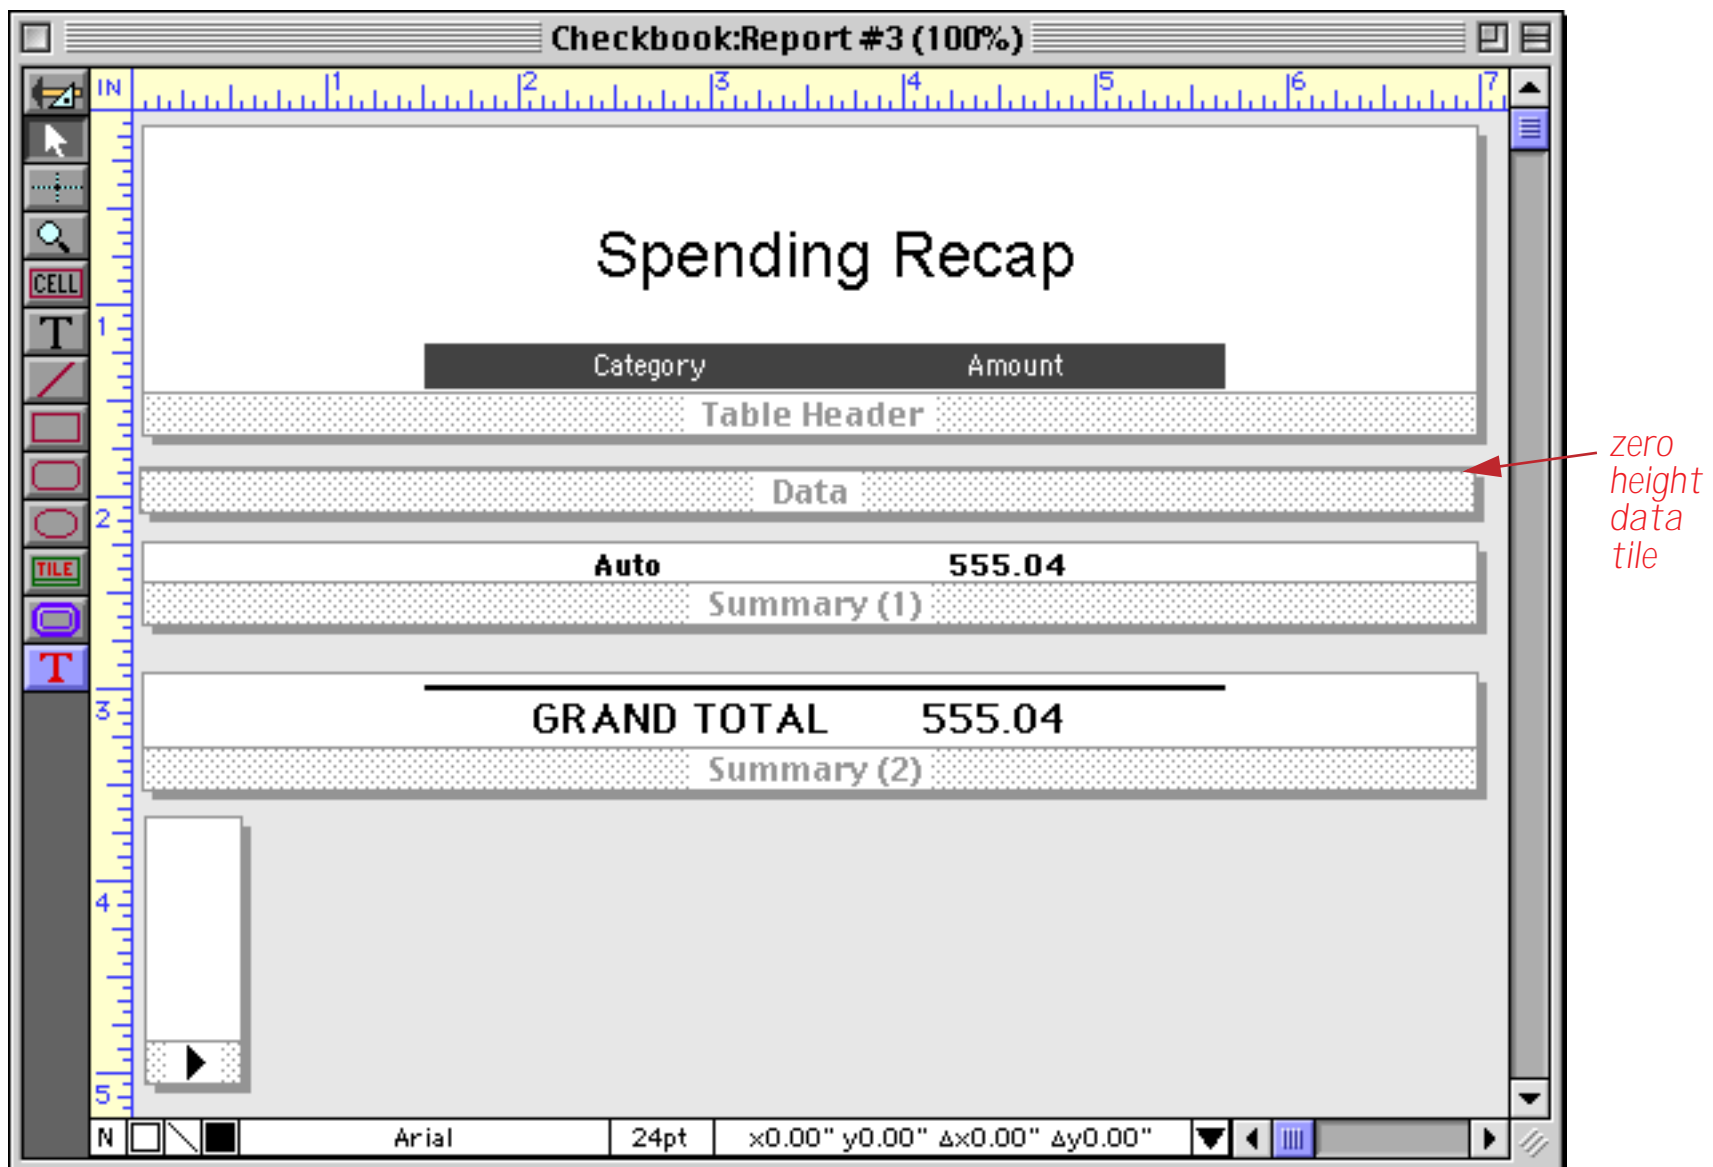 Checkbook:Report #3 (100%)
IN 1 2 3 4 5 6 7
Spending Recap
CELL
T
1
Category Amount
Table Header
zero
height
data
tile
Data
2
TILE
Auto 555.04
Summary (1)
T
3
GRAND TOTAL 555.04
Summary (2)
4
5
N Arial 24pt x0.00" y0.00" Δx0.00" Δy0.00"